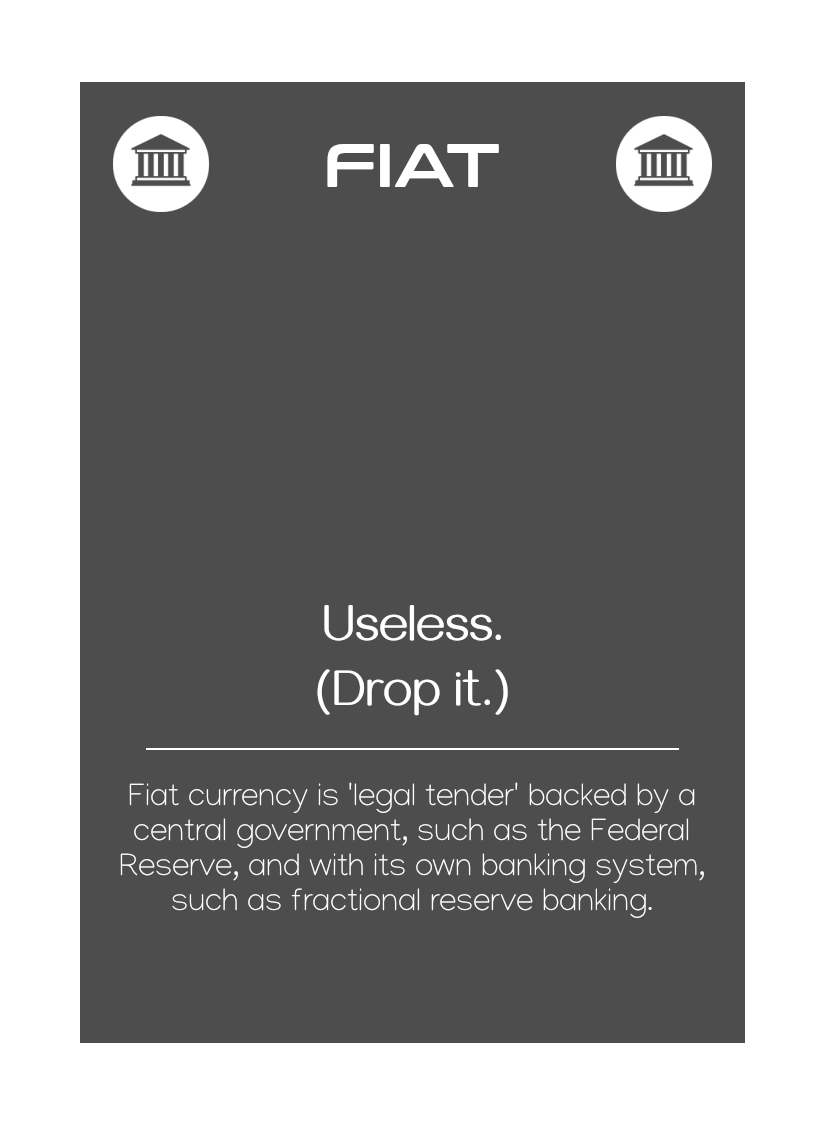 FIAT
Useless.
(Drop it.)
Fiat currency is 'legal tender' backed by a
central government, such as the Federal
Reserve, and with its own banking system,
such as fractional reserve banking.